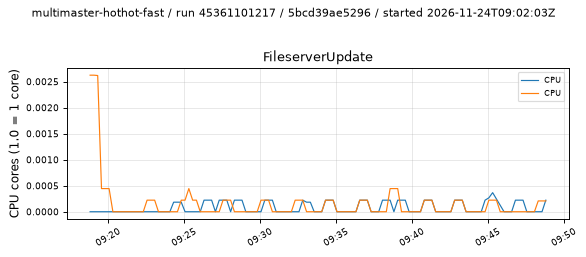 multimaster-hothot-fast / run 45361101217 / 5bcd39ae5296 / started 2026-11-24T09:02:03Z
FileserverUpdate
CPU cores (1.0 = 1 core)
0.0025
0.0020
0.0015
0.0010
0.0005
0.0000
CPU
CPU
09:20
09:25
09:30
09:35
09:40
09:45
09:50